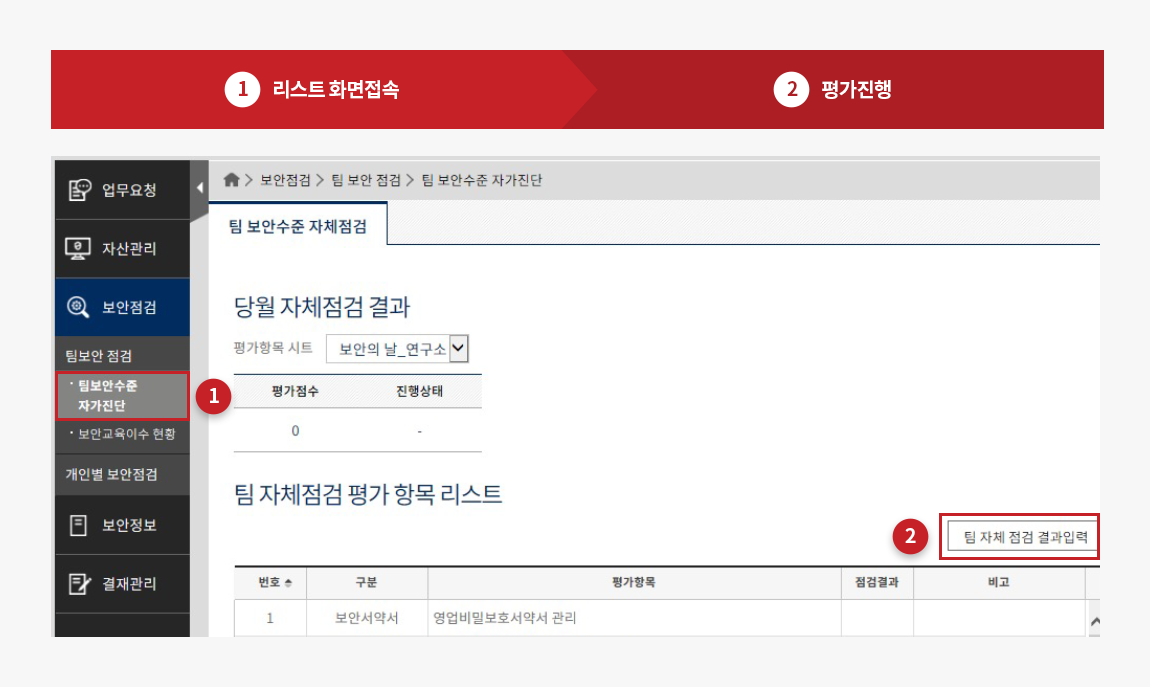 1 리스트 화면접속
2 평가진행
업무요청
자산관리
보안점검
팀보안 점검
· 팀보안수준
자가진단
· 보안교육이수 현황
개인별 보안점검
보안정보
결재관리
> 보안점검 > 팀 보안 점검 > 팀 보안수준 자가진단
팀 보안수준 자체점검
당월 자체점검 결과
평가항목 시트 보안의 날_연구소
평가점수 진행상태
1
0 -
팀 자체점검 평가 항목 리스트
2 팀 자체 점검 결과입력
번호 구분 평가항목 점검결과 비고
1 보안서약서 영업비밀보호서약서 관리